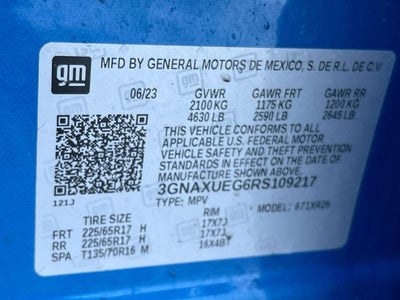 gm
MFD BY GENERAL MOTORS DE MEXICO, S. DE R.L. DE C.V
06/23 GVWR GAWR FRT GAWR RR
2100 KG 1175 KG 1200 KG
4630 LB 2590 LB 2645 LB
THIS VEHICLE CONFORMS TO ALL
APPLICABLE U.S. FEDERAL MOTOR
VEHICLE SAFETY AND THEFT PREVENTION
STANDARDS IN EFFECT ON THE DATE OF
MANUFACTURE SHOWN ABOVE.
3GNAXUEG6RS109217
TYPE: MPV MODEL: 671XR26
121J
TIRE SIZE RIM
FRT 225/65R17 H 17X7J
RR 225/65R17 H 17X7J
SPA T135/70R16 M 16X4BT